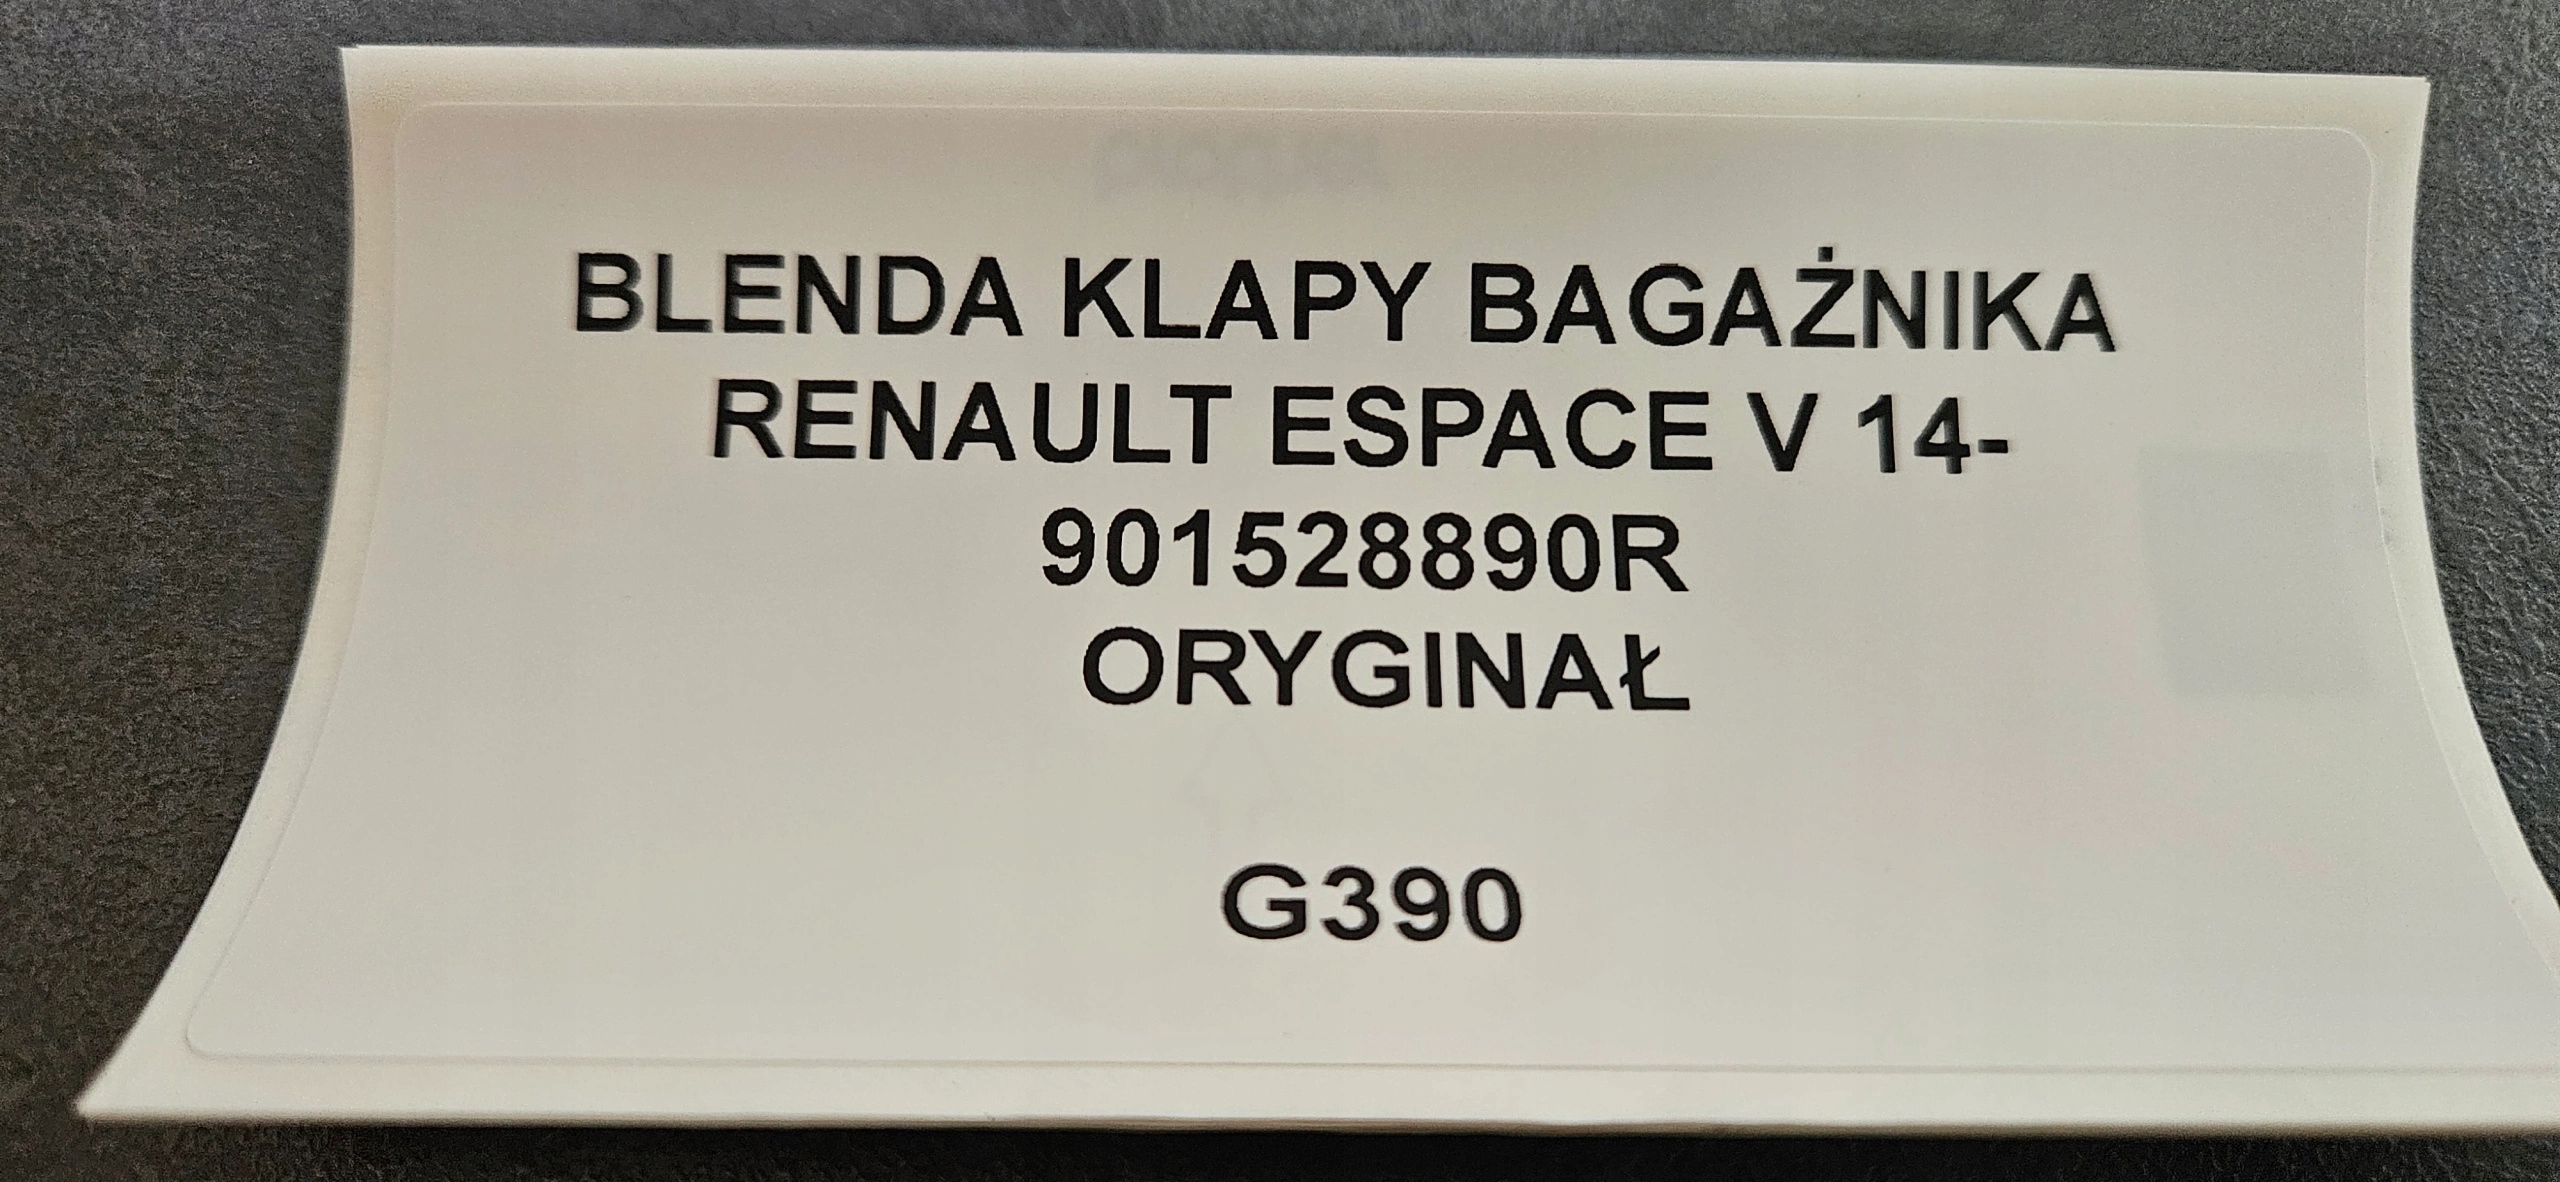 BLENDA KLAPY BAGAŻNIKA
RENAULT ESPACE V 14-
901528890R
ORYGINAŁ
G390